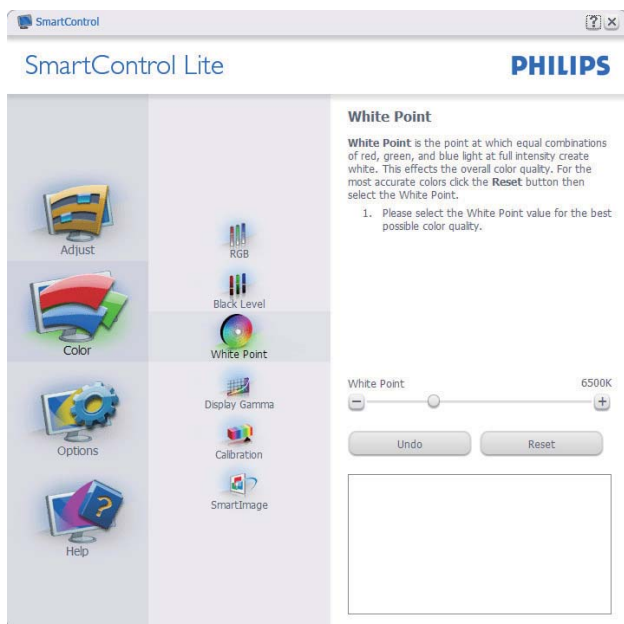 SmartControl
?
SmartControl Lite
PHILIPS
Adjust
Color
Options
Help
RGB
Black Level
White Point
Display Gamma
Calibration
SmartImage
White Point
White Point is the point at which equal combinations
of red, green, and blue light at full intensity create
white. This effects the overall color quality. For the
most accurate colors click the Reset button then
select the White Point.
1. Please select the White Point value for the best
possible color quality.
White Point 6500K
Undo Reset